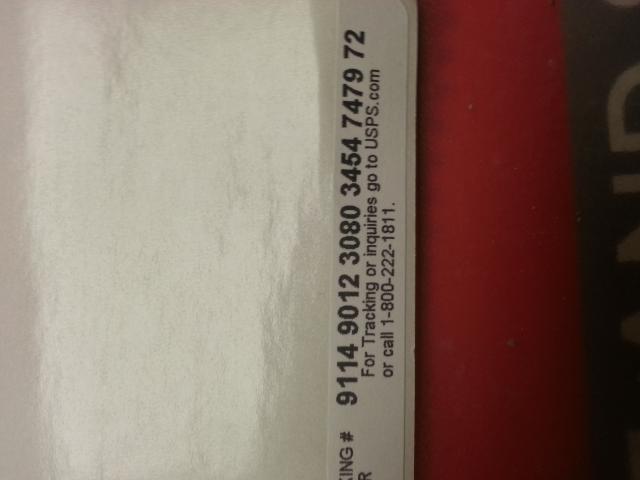 ING # 9114 9012 3080 3454 7479 72
R For Tracking or inquiries go to USPS.com
or call 1-800-222-1811.